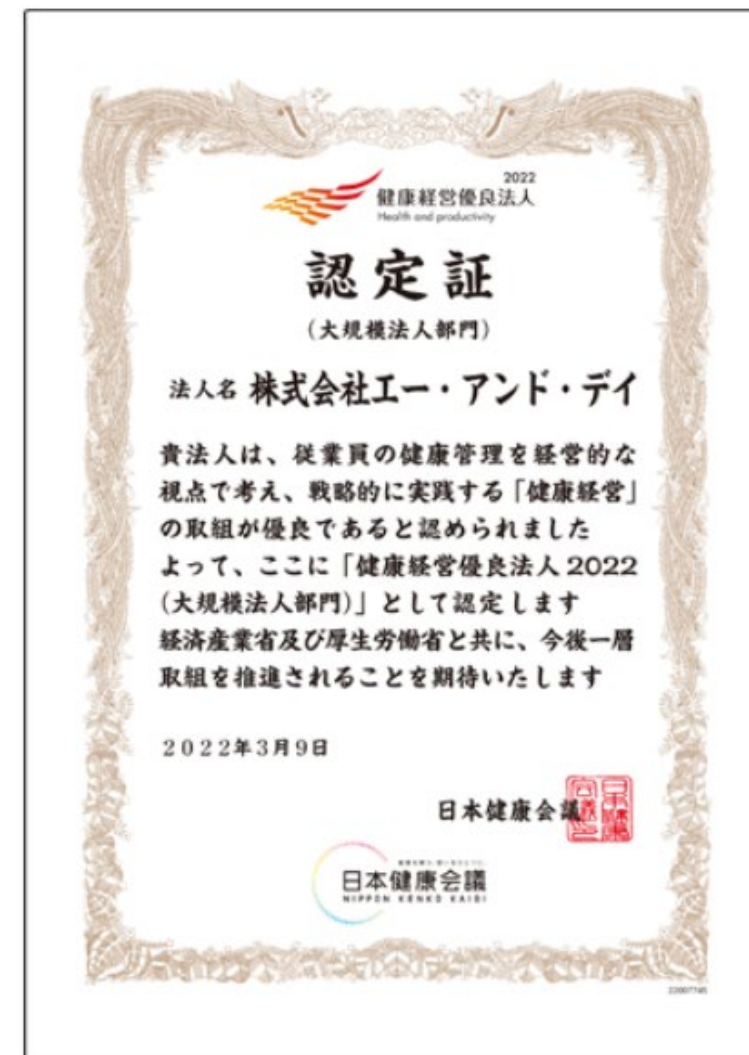 2022
健康経営優良法人
Health and productivity
認定証
(大規模法人部門)
法人名 株式会社エー・アンド・デイ
貴法人は、従業員の健康管理を経営的な
視点で考え、戦略的に実践する「健康経営」
の取組が優良であると認められました
よって、ここに「健康経営優良法人2022
(大規模法人部門)」として認定します
経済産業省及び厚生労働省と共に、今後一層
取組を推進されることを期待いたします
2022年3月9日
日本健康会議
日本健康会議
NIPPON KENKO KAIGI